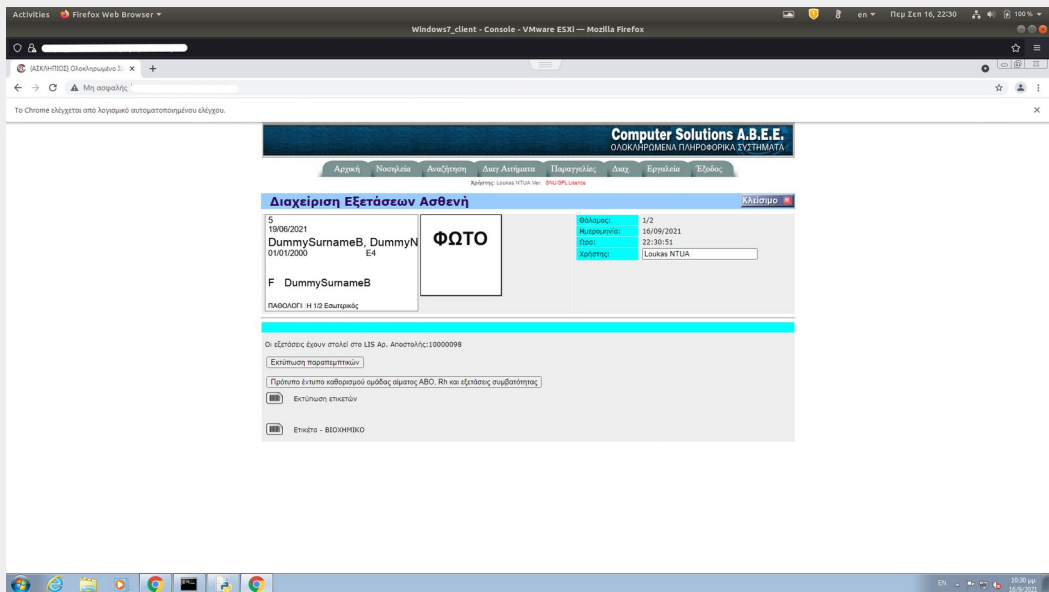 Activities Firefox Web Browser en Περ Σεπ 16, 22:30 100 %
Windows7_client - Console - VMware ESXi — Mozilla Firefox
(ΑΣΚΛΗΠΙΟΣ) Ολοκληρωμένο Σ
Μη ασφαλής
Το Chrome ελέγχεται από λογισμικό αυτοματοποιημένου ελέγχου.
Computer Solutions A.B.E.E.
ΟΛΟΚΛΗΡΩΜΕΝΑ ΠΛΗΡΟΦΟΡΙΚΑ ΣΥΣΤΗΜΑΤΑ
Αρχική Νοσηλεία Αναζήτηση Διαγ.Αιτήματα Παραγγελίες Διαχ. Εργαλεία Έξοδος
Χρήστης: Loukas NTUA Ver. GNU/GPL Licence
Διαχείριση Εξετάσεων Ασθενή Κλείσιμο
5
19/06/2021
DummySurnameB, DummyN
01/01/2000 E4
F DummySurnameB
ΠΑΘΟΛΟΓΙ :Η 1/2 Εσωτερικός
ΦΩΤΟ
Θάλαμος: 1/2
Ημερομηνία: 16/09/2021
Ώρα: 22:30:51
Χρήστης: Loukas NTUA
Οι εξετάσεις έχουν σταλεί στο LIS Αρ. Αποστολής:10000098
Εκτύπωση παραπεμπτικών
Πρότυπο έντυπο καθορισμού ομάδας αίματος ABO, Rh και εξετάσεις συμβατότητας
Εκτύπωση ετικετών
Ετικέτα - ΒΙΟΧΗΜΙΚΟ
EN 10:30 μμ
16/9/2021